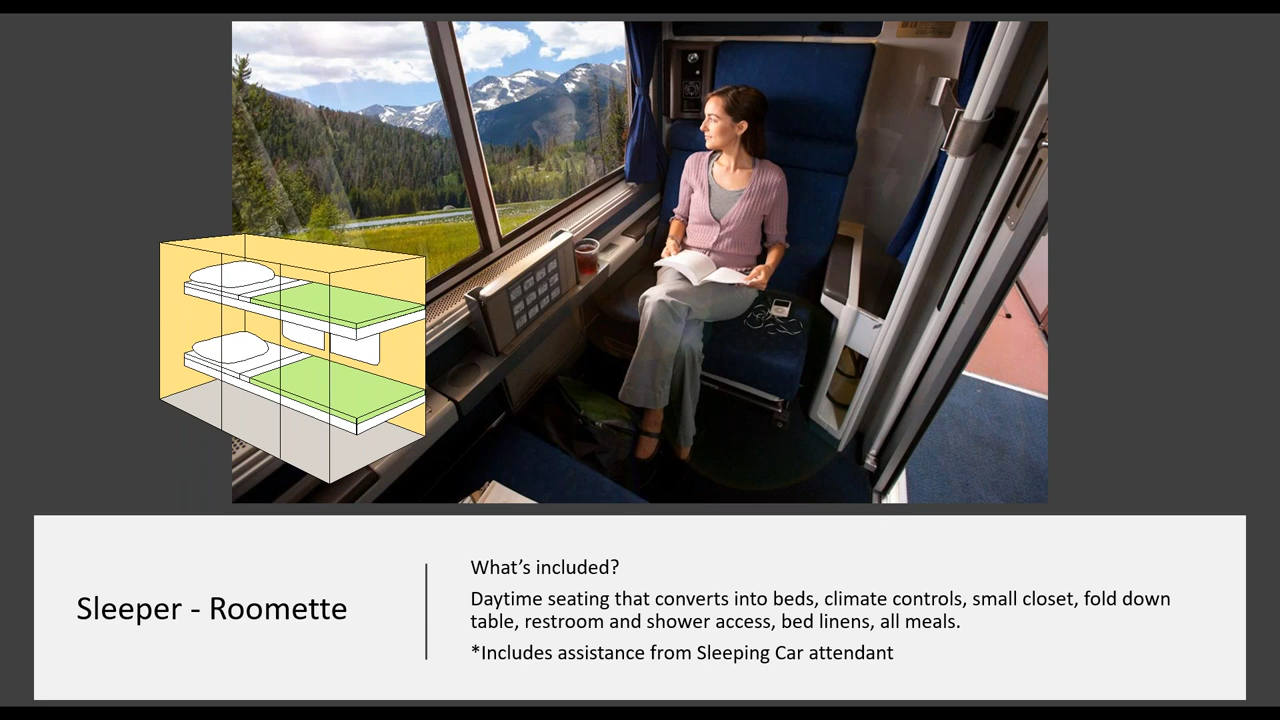 Sleeper - Roomette
What’s included?
Daytime seating that converts into beds, climate controls, small closet, fold down
table, restroom and shower access, bed linens, all meals.
*Includes assistance from Sleeping Car attendant